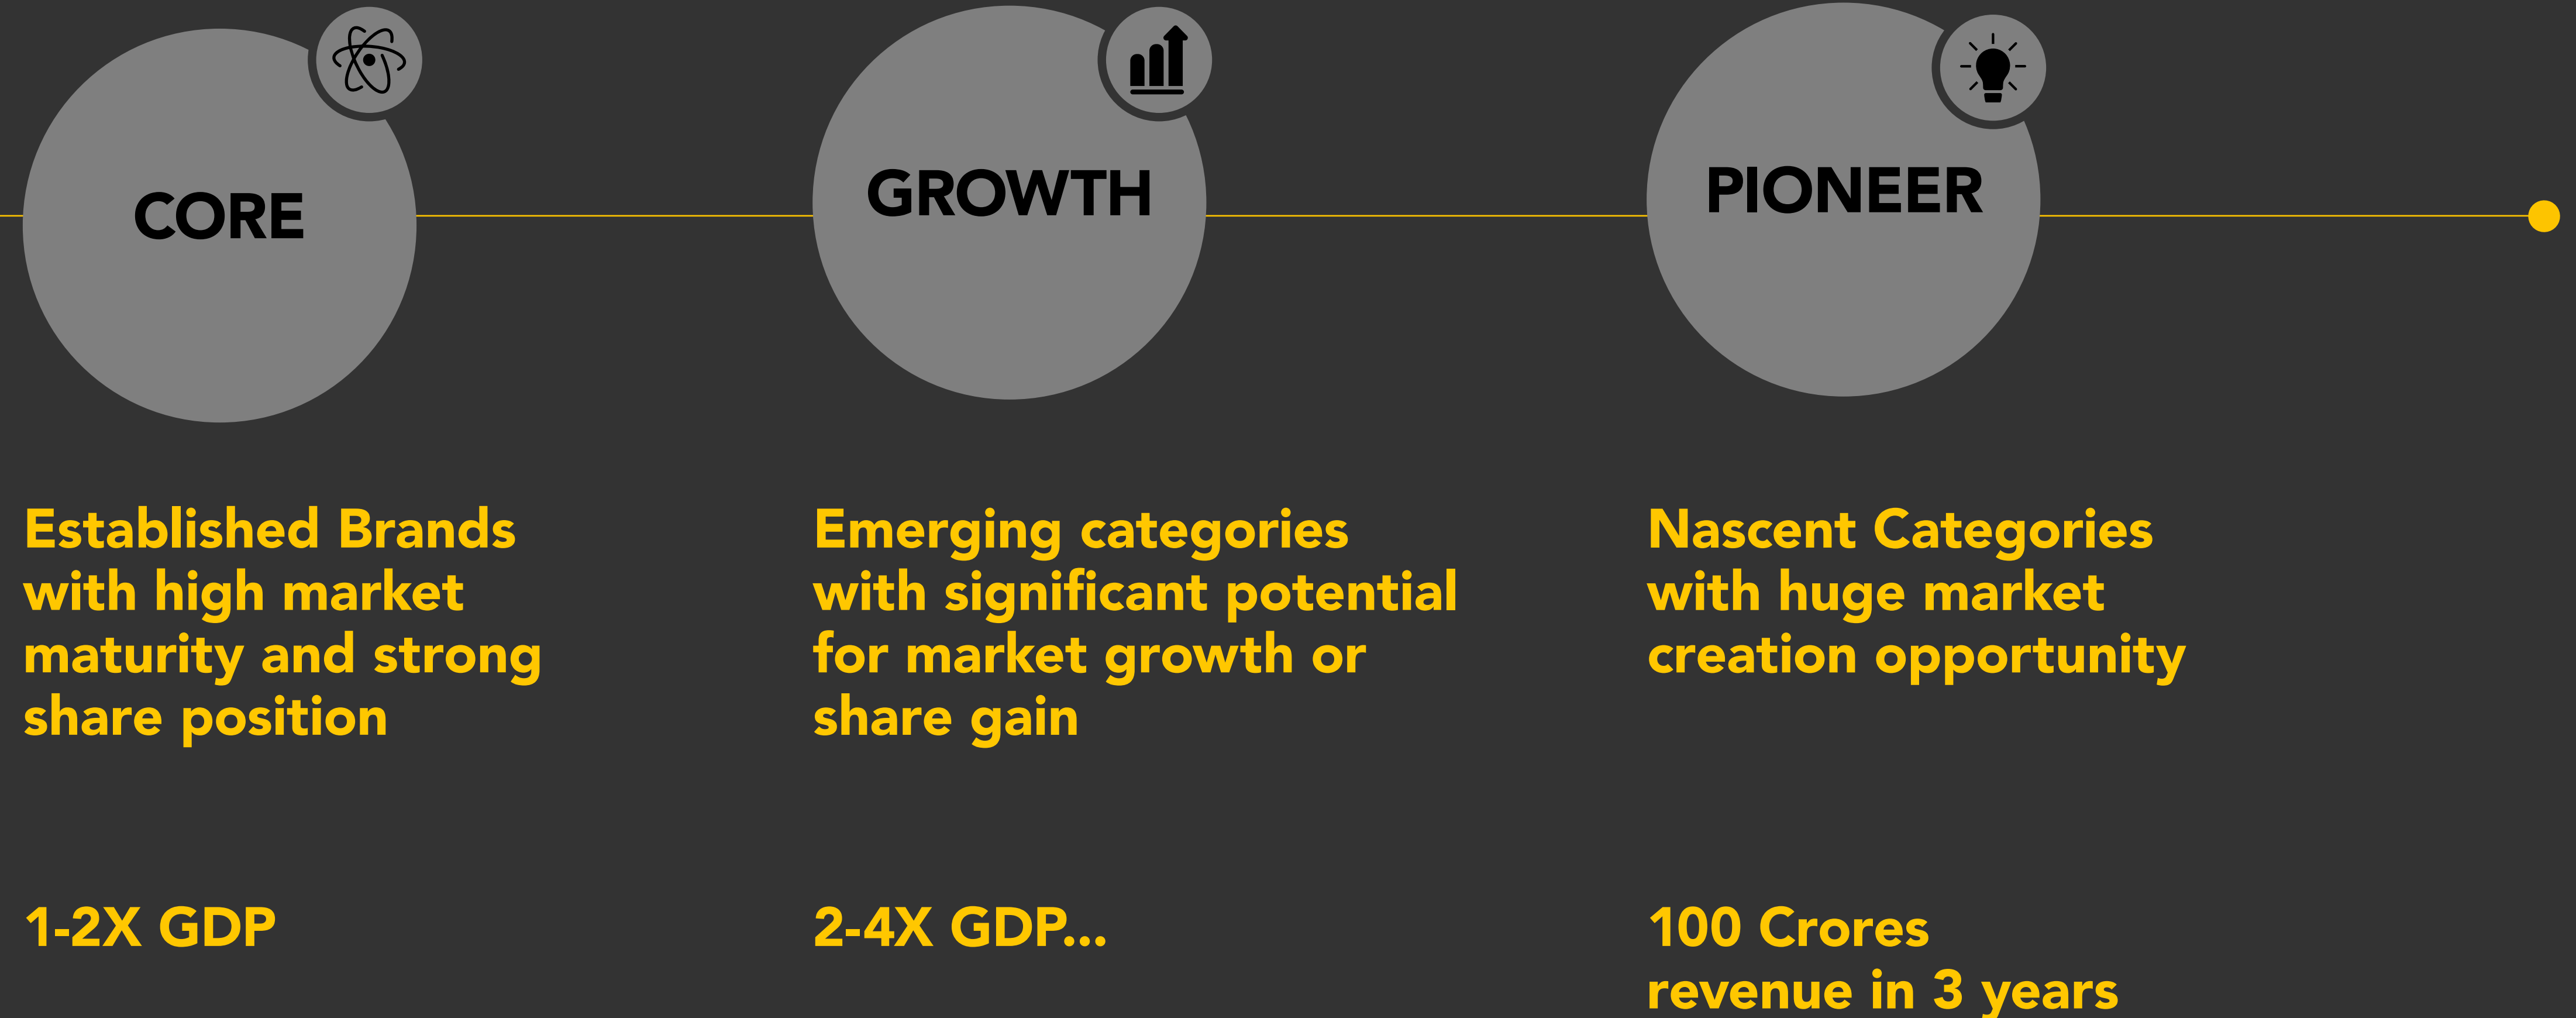 CORE
GROWTH
PIONEER
Established Brands
with high market
maturity and strong
share position
Emerging categories
with significant potential
for market growth or
share gain
Nascent Categories
with huge market
creation opportunity
1-2X GDP
2-4X GDP...
100 Crores
revenue in 3 years